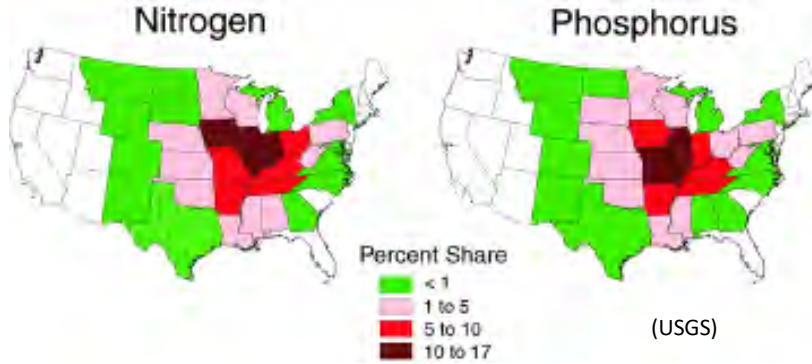 Nitrogen
Phosphorus
Percent Share
< 1
1 to 5
5 to 10
10 to 17
(USGS)